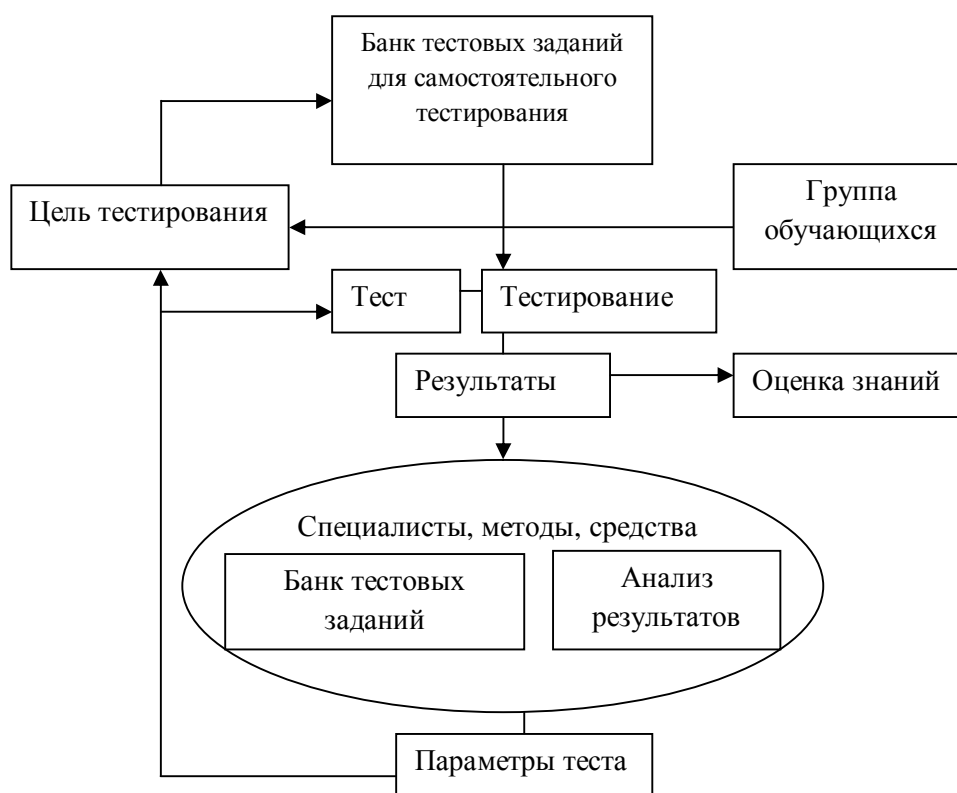 Банк тестовых заданий
для самостоятельного
тестирования
Цель тестирования
Группа
обучающихся
Тест
Тестирование
Результаты
Оценка знаний
Специалисты, методы, средства
Банк тестовых
заданий
Анализ
результатов
Параметры теста